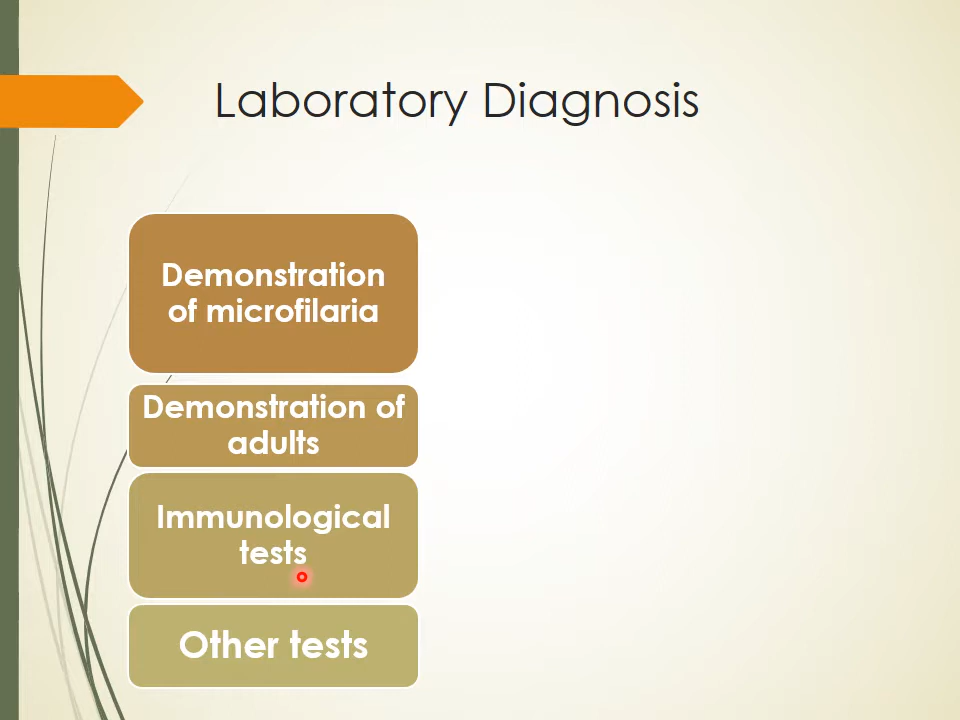 Laboratory Diagnosis
Demonstration
of microfilaria
Demonstration of
adults
Immunological
tests
Other tests